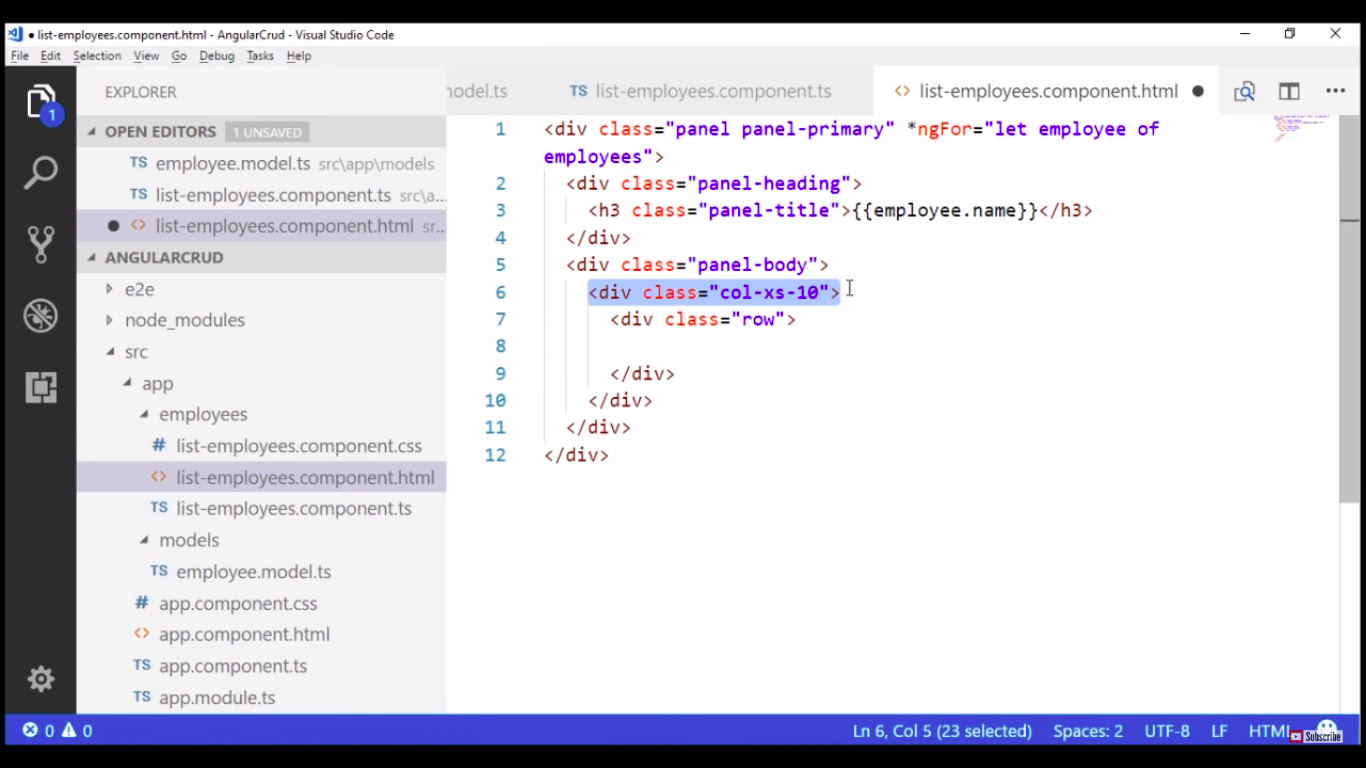 list-employees.component.html - AngularCrud - Visual Studio Code
File Edit Selection View Go Debug Tasks Help
EXPLORER
OPEN EDITORS 1 UNSAVED
TS employee.model.ts src\app\models
TS list-employees.component.ts src\a...
<> list-employees.component.html sr...
ANGULARCRUD
e2e
node_modules
src
app
employees
# list-employees.component.css
<> list-employees.component.html
TS list-employees.component.ts
models
TS employee.model.ts
# app.component.css
<> app.component.html
TS app.component.ts
TS app.module.ts
1
model.ts TS list-employees.component.ts <> list-employees.component.html
1 <div class="panel panel-primary" *ngFor="let employee of
employees">
2 <div class="panel-heading">
3 <h3 class="panel-title">{{employee.name}}</h3>
4 </div>
5 <div class="panel-body">
6 <div class="col-xs-10">
7 <div class="row">
8
9 </div>
10 </div>
11 </div>
12 </div>
0 0 Ln 6, Col 5 (23 selected) Spaces: 2 UTF-8 LF HTML
Subscribe